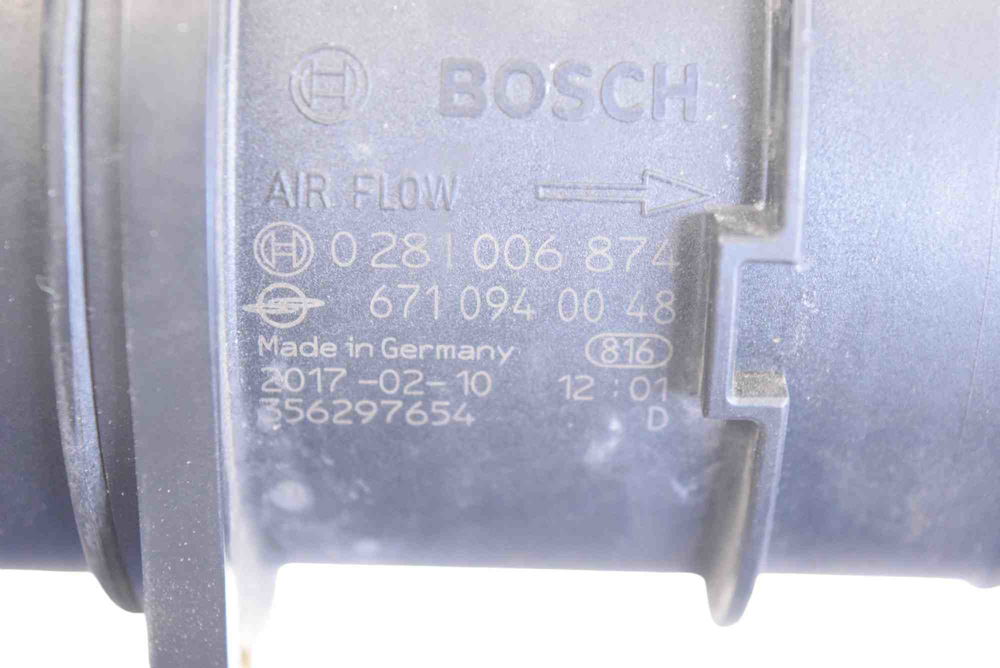 BOSCH
AIR FLOW
0 281 006 874
671 094 00 48
Made in Germany 816
2017-02-10 12:01
356297654 D